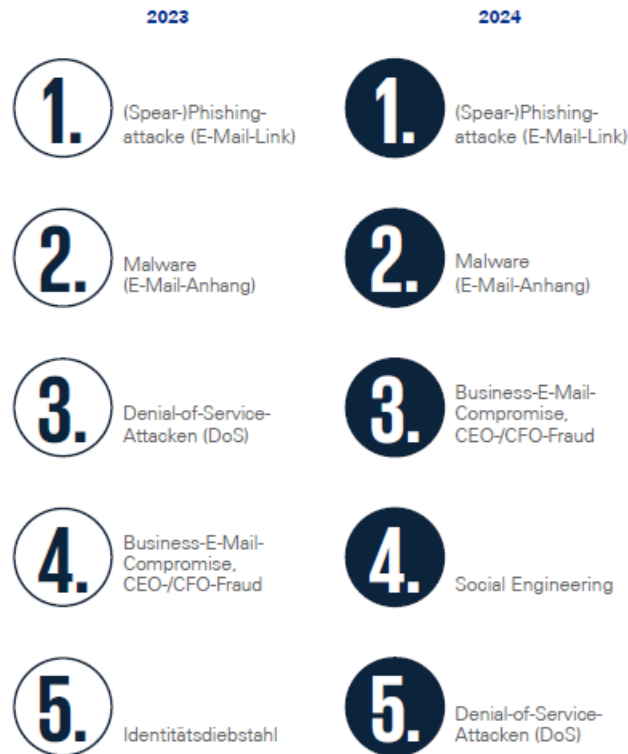 2023
2024
1.
(Spear-)Phishing-
attacke (E-Mail-Link)
1.
(Spear-)Phishing-
attacke (E-Mail-Link)
2.
Malware
(E-Mail-Anhang)
2.
Malware
(E-Mail-Anhang)
3.
Denial-of-Service-
Attacken (DoS)
3.
Business-E-Mail-
Compromise,
CEO-/CFO-Fraud
4.
Business-E-Mail-
Compromise,
CEO-/CFO-Fraud
4.
Social Engineering
5.
Identitätsdiebstahl
5.
Denial-of-Service-
Attacken (DoS)